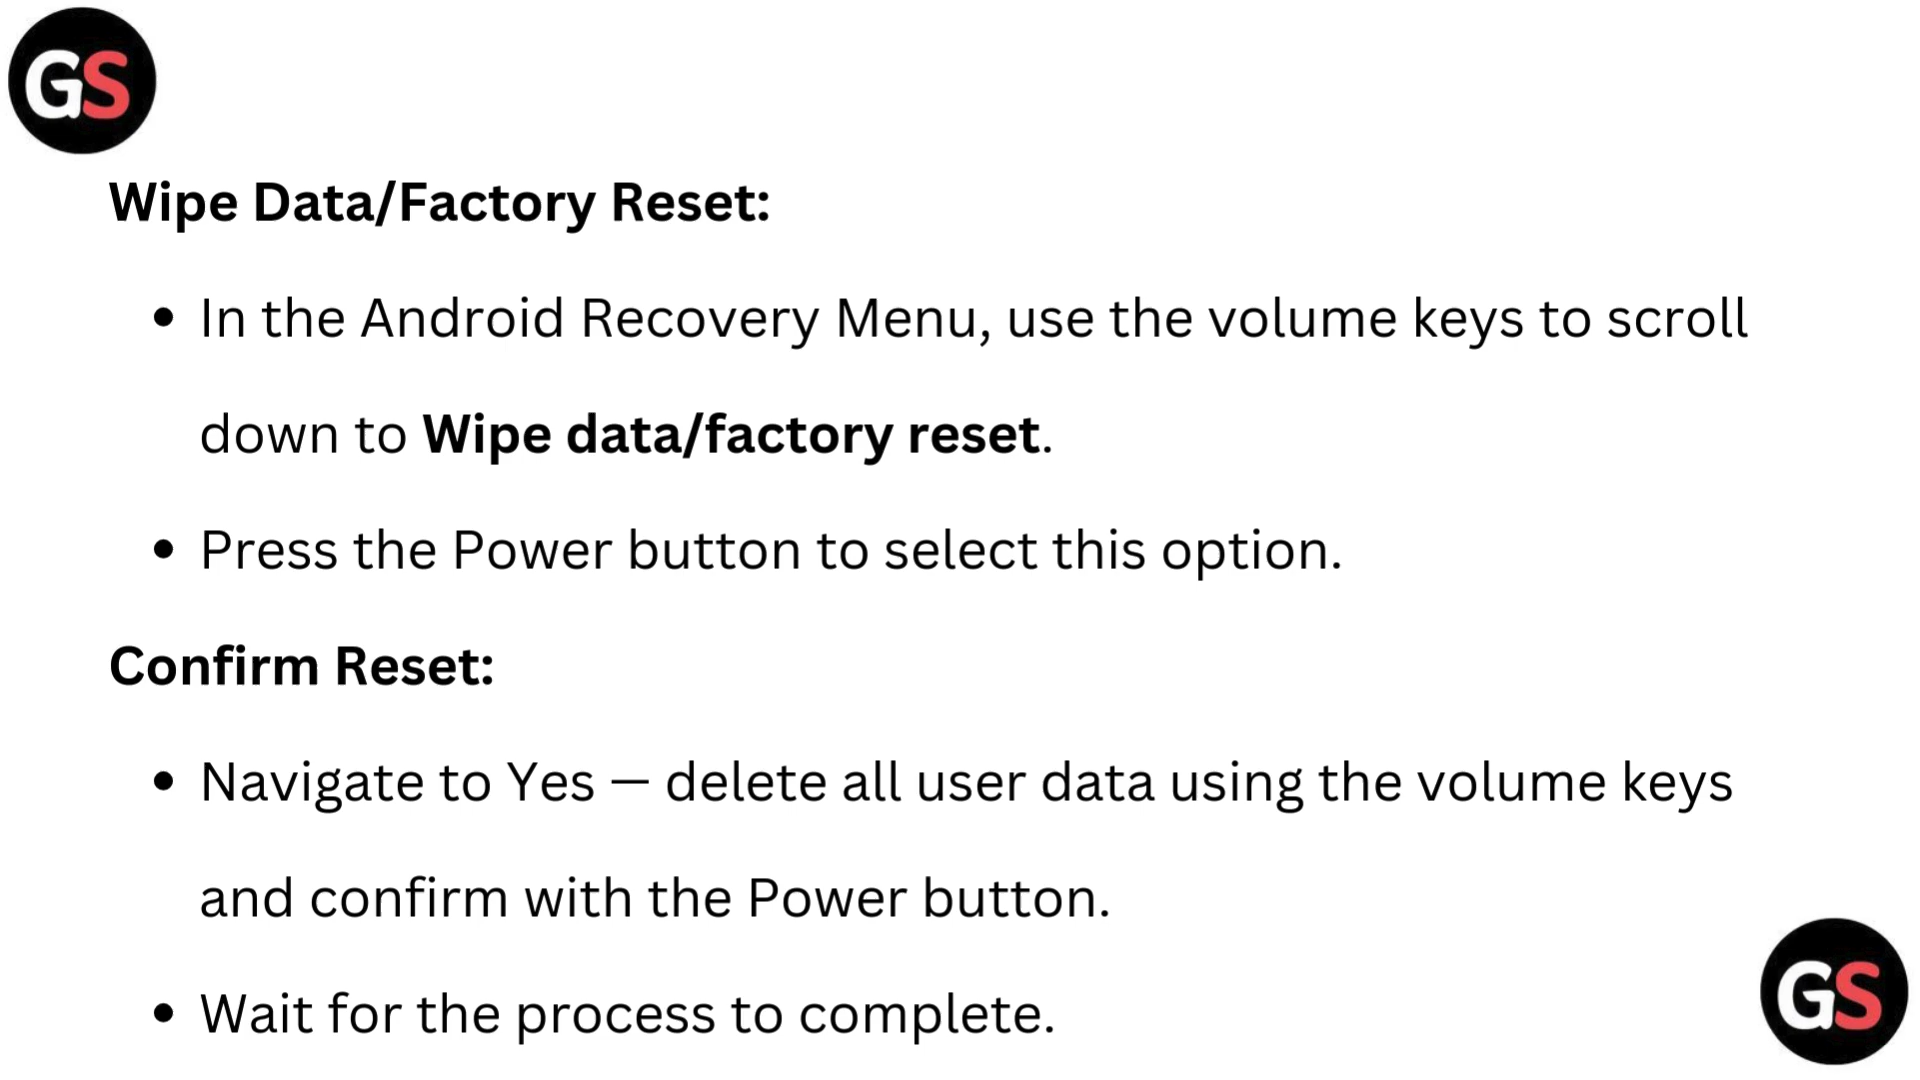 GS
Wipe Data/Factory Reset:
• In the Android Recovery Menu, use the volume keys to scroll
down to Wipe data/factory reset.
• Press the Power button to select this option.
Confirm Reset:
• Navigate to Yes — delete all user data using the volume keys
and confirm with the Power button.
• Wait for the process to complete.
GS